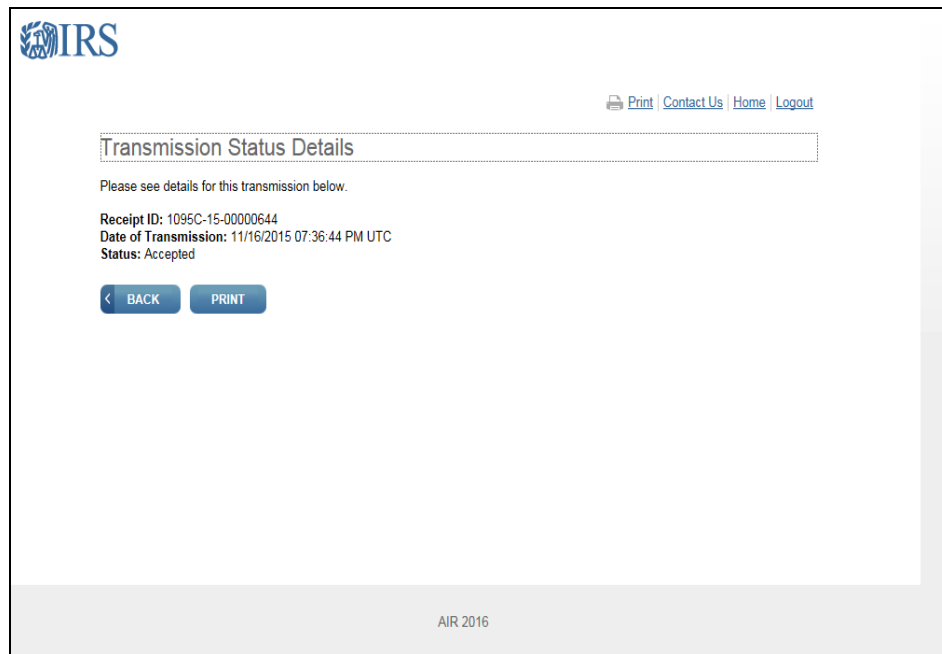 IRS
Print | Contact Us | Home | Logout
Transmission Status Details
Please see details for this transmission below.
Receipt ID: 1095C-15-00000644
Date of Transmission: 11/16/2015 07:36:44 PM UTC
Status: Accepted
BACK PRINT
AIR 2016